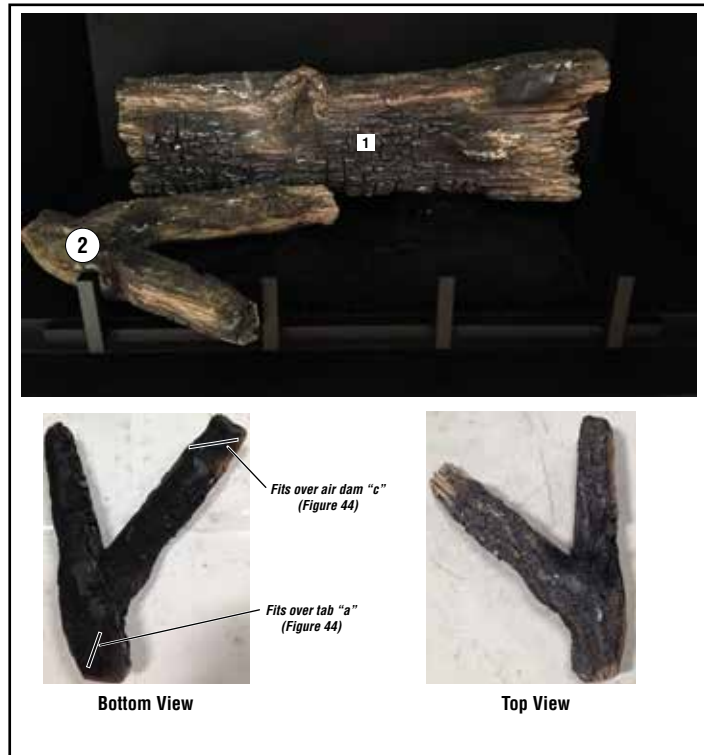 1
2
Fits over air dam “c”
(Figure 44)
Fits over tab “a”
(Figure 44)
Bottom View
Top View